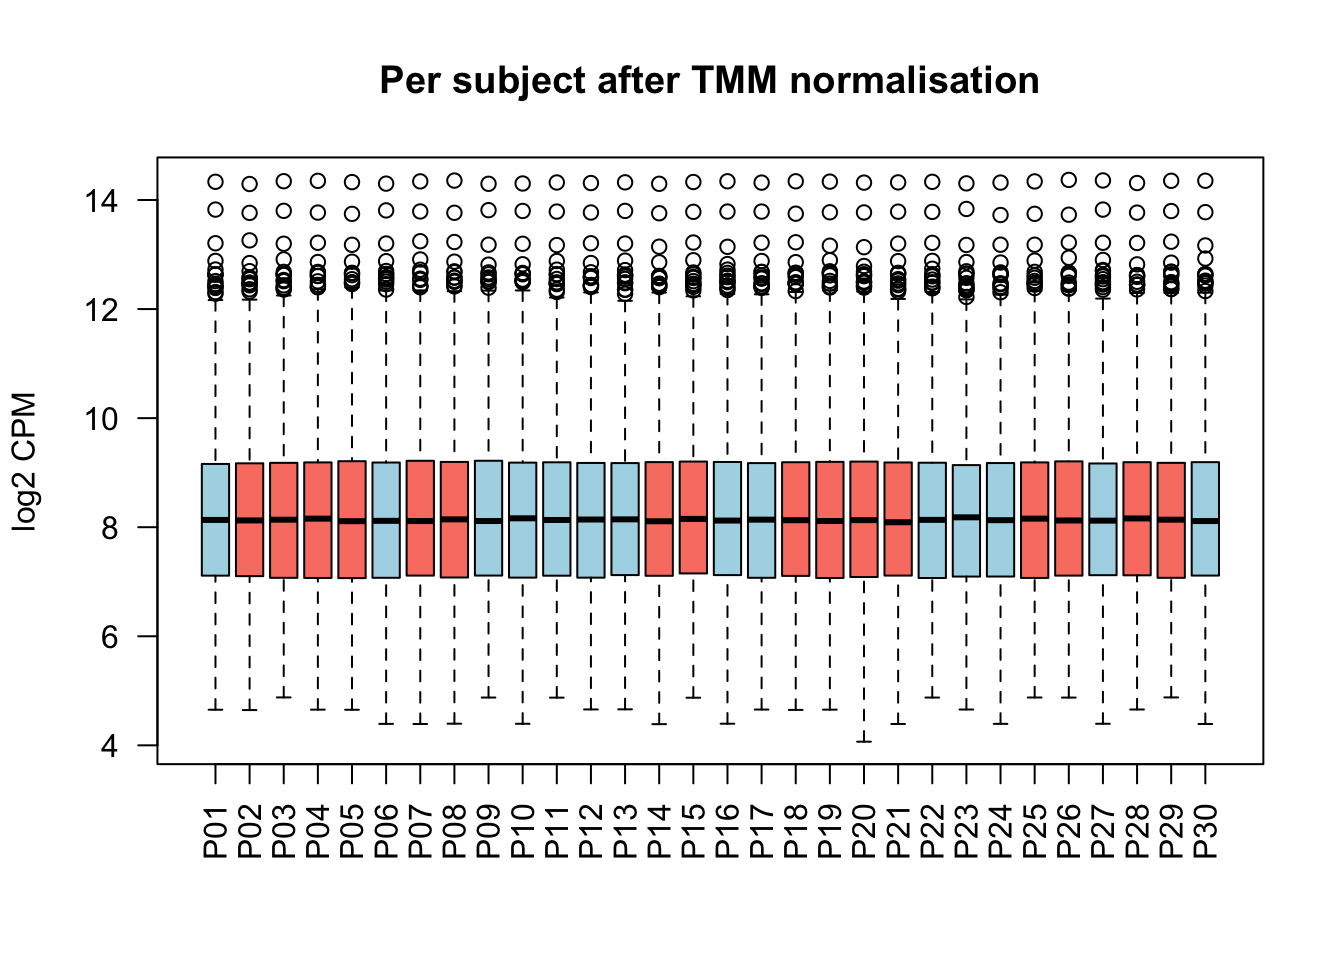 Per subject after TMM normalisation
log2 CPM
14
12
10
8
6
4
P01 P02 P03 P04 P05 P06 P07 P08 P09 P10 P11 P12 P13 P14 P15 P16 P17 P18 P19 P20 P21 P22 P23 P24 P25 P26 P27 P28 P29 P30